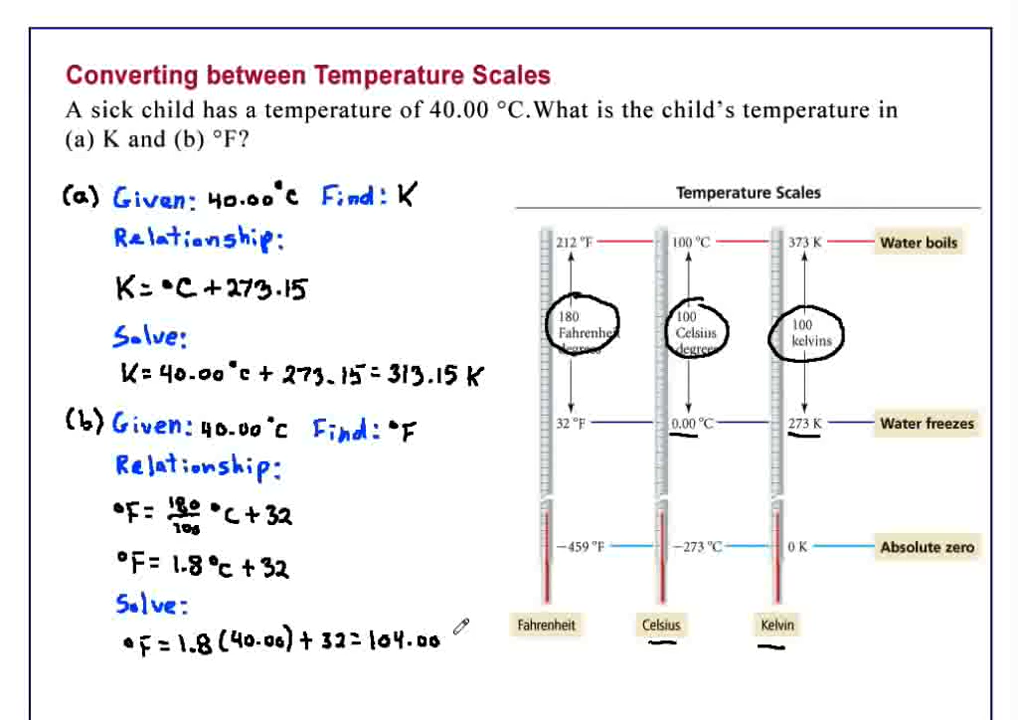 Converting between Temperature Scales
A sick child has a temperature of 40.00 °C.What is the child's temperature in
(a) K and (b) °F?
(a) Given: 40.00°C Find: K
Relationship:
K = °C + 273.15
Solve:
K = 40.00°C + 273.15 = 313.15 K
(b) Given: 40.00°C Find: °F
Relationship:
°F = 180/100 °C + 32
°F = 1.8°C + 32
Solve:
°F = 1.8 (40.00) + 32 = 104.00
Temperature Scales
212 °F 100 °C 373 K Water boils
180 100 100
Fahrenheit Celsius kelvins
degrees degrees
32 °F 0.00 °C 273 K Water freezes
−459 °F −273 °C 0 K Absolute zero
Fahrenheit Celsius Kelvin